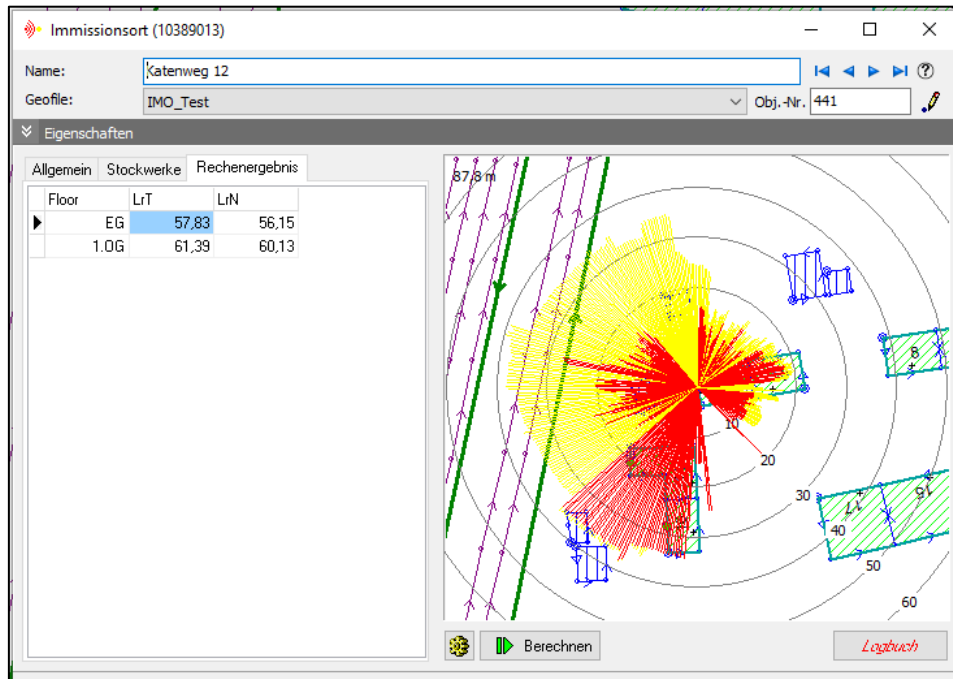 Immissionsort (10389013)
Name: Katenweg 12
Geofile: IMO_Test Obj.-Nr. 441
Eigenschaften
Allgemein Stockwerke Rechenergebnis
Floor LrT LrN
EG 57,83 56,15
1.OG 61,39 60,13
87,8 m
8
10
20
30
17 15
40
50
60
Berechnen Logbuch